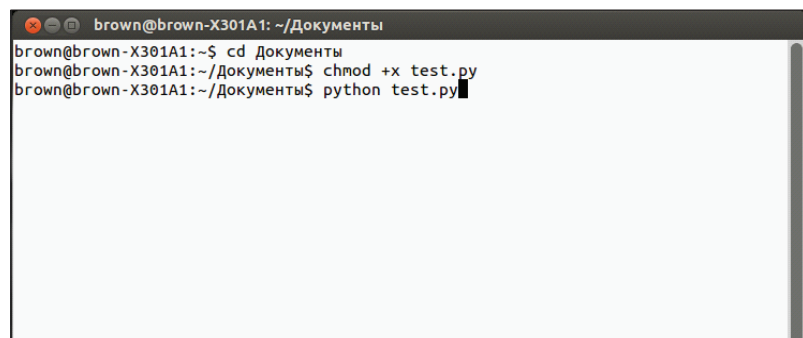 brown@brown-X301A1: ~/Документы
brown@brown-X301A1:~$ cd Документы
brown@brown-X301A1:~/Документы$ chmod +x test.py
brown@brown-X301A1:~/Документы$ python test.py